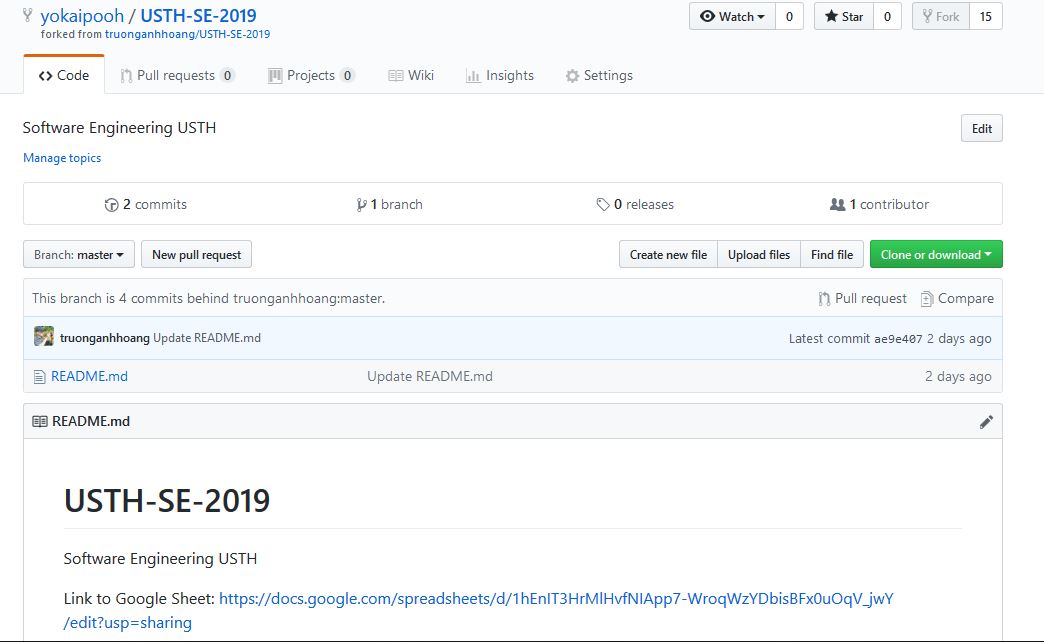 yokaipooh / USTH-SE-2019
Watch 0 Star 0 Fork 15
forked from truonganhhoang/USTH-SE-2019
Code Pull requests 0 Projects 0 Wiki Insights Settings
Software Engineering USTH Edit
Manage topics
2 commits 1 branch 0 releases 1 contributor
Branch: master New pull request Create new file Upload files Find file Clone or download
This branch is 4 commits behind truonganhhoang:master. Pull request Compare
truonganhhoang Update README.md Latest commit ae9e407 2 days ago
README.md Update README.md 2 days ago
README.md
USTH-SE-2019
Software Engineering USTH
Link to Google Sheet: https://docs.google.com/spreadsheets/d/1hEnIT3HrMlHvfNIApp7-WroqWzYDbisBFx0uOqV_jwY
/edit?usp=sharing